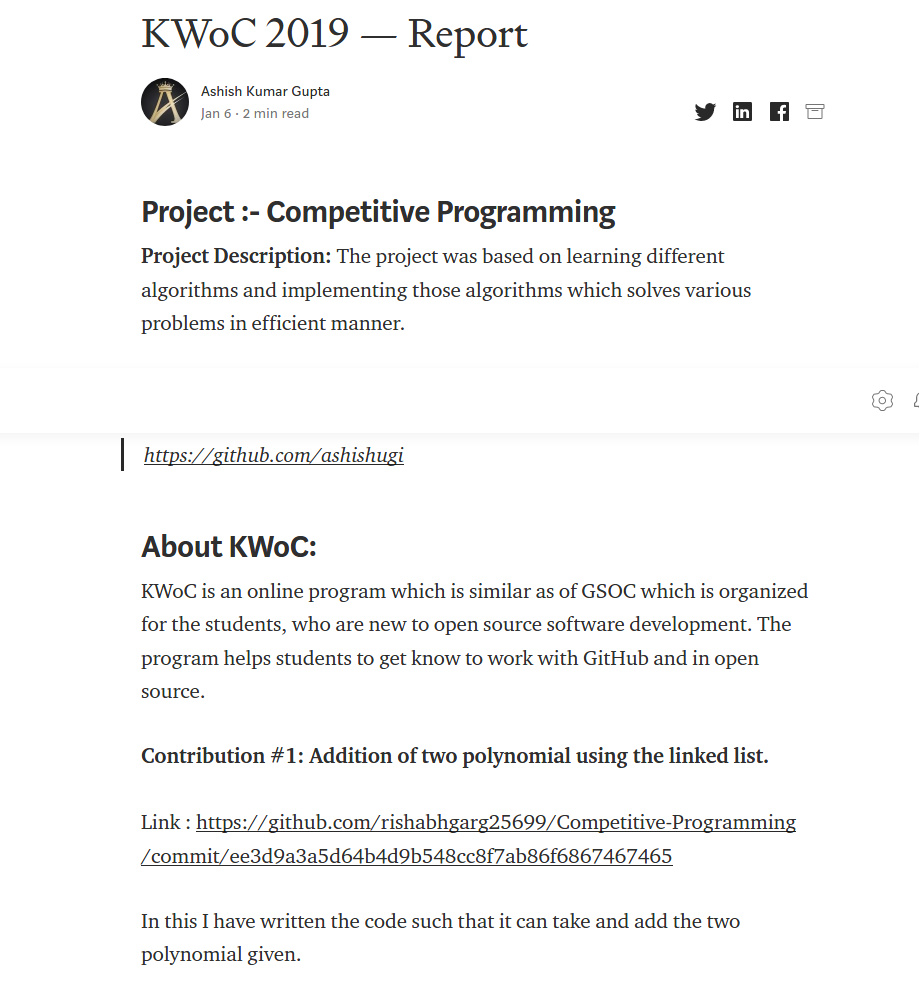 KWoC 2019 — Report
Ashish Kumar Gupta
Jan 6 · 2 min read
Project :- Competitive Programming
Project Description: The project was based on learning different
algorithms and implementing those algorithms which solves various
problems in efficient manner.
https://github.com/ashishugi
About KWoC:
KWoC is an online program which is similar as of GSOC which is organized
for the students, who are new to open source software development. The
program helps students to get know to work with GitHub and in open
source.
Contribution #1: Addition of two polynomial using the linked list.
Link : https://github.com/rishabhgarg25699/Competitive-Programming
/commit/ee3d9a3a5d64b4d9b548cc8f7ab86f6867467465
In this I have written the code such that it can take and add the two
polynomial given.